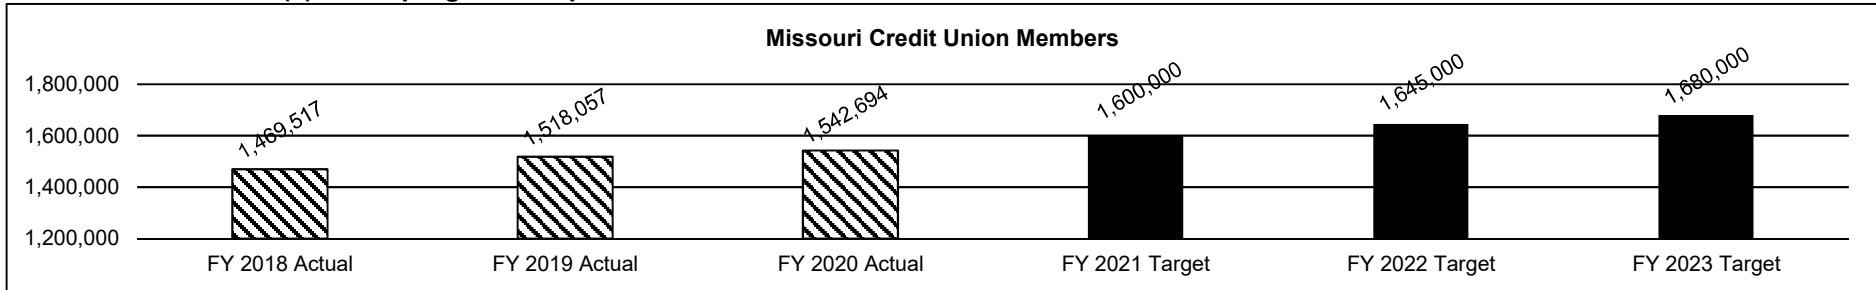 Missouri Credit Union Members
1,800,000
1,600,000
1,400,000
1,200,000
1,469,517
1,518,057
1,542,694
1,600,000
1,645,000
1,680,000
FY 2018 Actual
FY 2019 Actual
FY 2020 Actual
FY 2021 Target
FY 2022 Target
FY 2023 Target